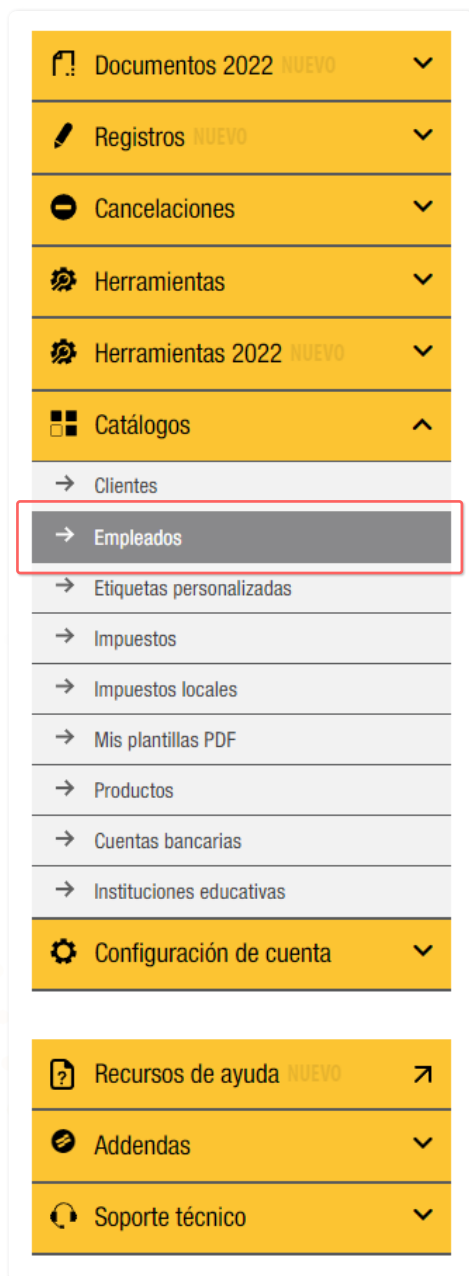 Documentos 2022 NUEVO
Registros NUEVO
Cancelaciones
Herramientas
Herramientas 2022 NUEVO
Catálogos
Clientes
Empleados
Etiquetas personalizadas
Impuestos
Impuestos locales
Mis plantillas PDF
Productos
Cuentas bancarias
Instituciones educativas
Configuración de cuenta
Recursos de ayuda NUEVO
Addendas
Soporte técnico